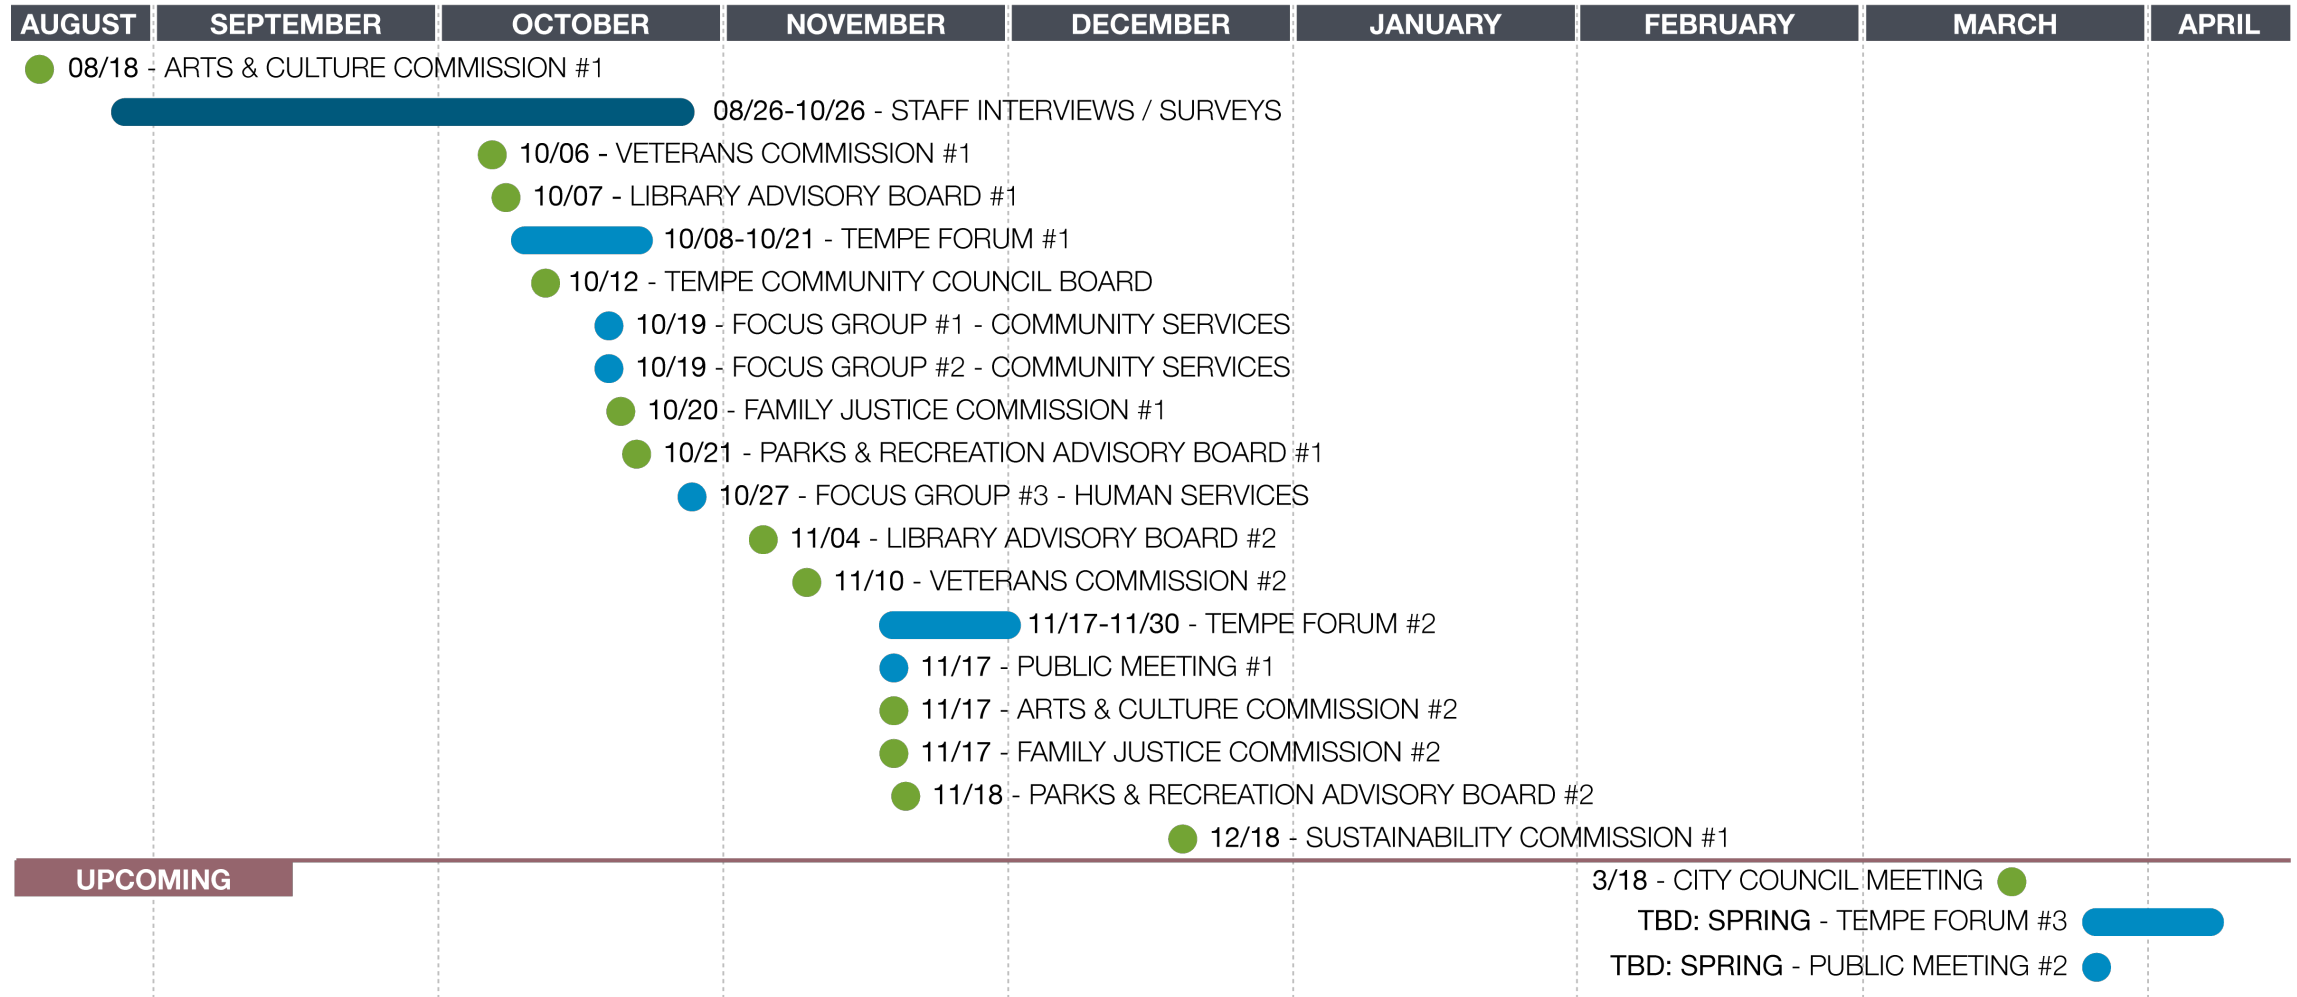 AUGUST SEPTEMBER OCTOBER NOVEMBER DECEMBER JANUARY FEBRUARY MARCH APRIL
08/18 - ARTS & CULTURE COMMISSION #1
08/26-10/26 - STAFF INTERVIEWS / SURVEYS
10/06 - VETERANS COMMISSION #1
10/07 - LIBRARY ADVISORY BOARD #1
10/08-10/21 - TEMPE FORUM #1
10/12 - TEMPE COMMUNITY COUNCIL BOARD
10/19 - FOCUS GROUP #1 - COMMUNITY SERVICES
10/19 - FOCUS GROUP #2 - COMMUNITY SERVICES
10/20 - FAMILY JUSTICE COMMISSION #1
10/21 - PARKS & RECREATION ADVISORY BOARD #1
10/27 - FOCUS GROUP #3 - HUMAN SERVICES
11/04 - LIBRARY ADVISORY BOARD #2
11/10 - VETERANS COMMISSION #2
11/17-11/30 - TEMPE FORUM #2
11/17 - PUBLIC MEETING #1
11/17 - ARTS & CULTURE COMMISSION #2
11/17 - FAMILY JUSTICE COMMISSION #2
11/18 - PARKS & RECREATION ADVISORY BOARD #2
12/18 - SUSTAINABILITY COMMISSION #1
UPCOMING
3/18 - CITY COUNCIL MEETING
TBD: SPRING - TEMPE FORUM #3
TBD: SPRING - PUBLIC MEETING #2